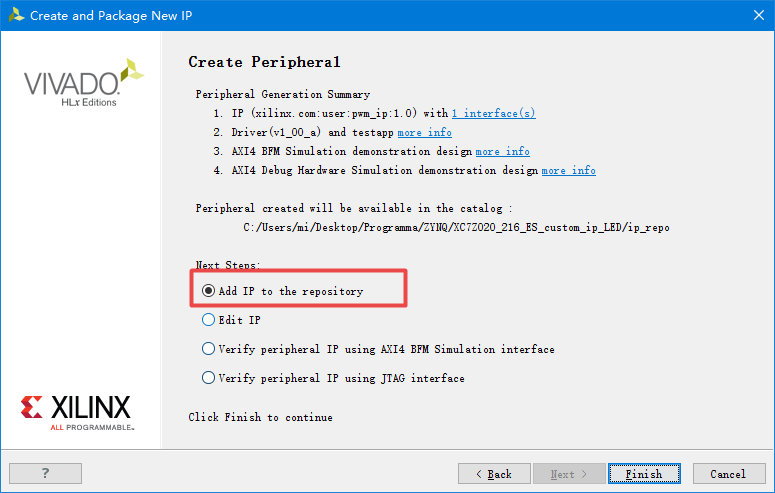 Create and Package New IP
VIVADO.
HLx Editions
Create Peripheral
Peripheral Generation Summary
1. IP (xilinx.com:user:pwm_ip:1.0) with 1 interface(s)
2. Driver(v1_00_a) and testapp more info
3. AXI4 BFM Simulation demonstration design more info
4. AXI4 Debug Hardware Simulation demonstration design more info
Peripheral created will be available in the catalog :
C:/Users/mi/Desktop/Programma/ZYNQ/XC7Z020_216_ES_custom_ip_LED/ip_repo
Next Steps:
Add IP to the repository
Edit IP
Verify peripheral IP using AXI4 BFM Simulation interface
Verify peripheral IP using JTAG interface
XILINX
ALL PROGRAMMABLE™
Click Finish to continue
? < Back Next > Finish Cancel